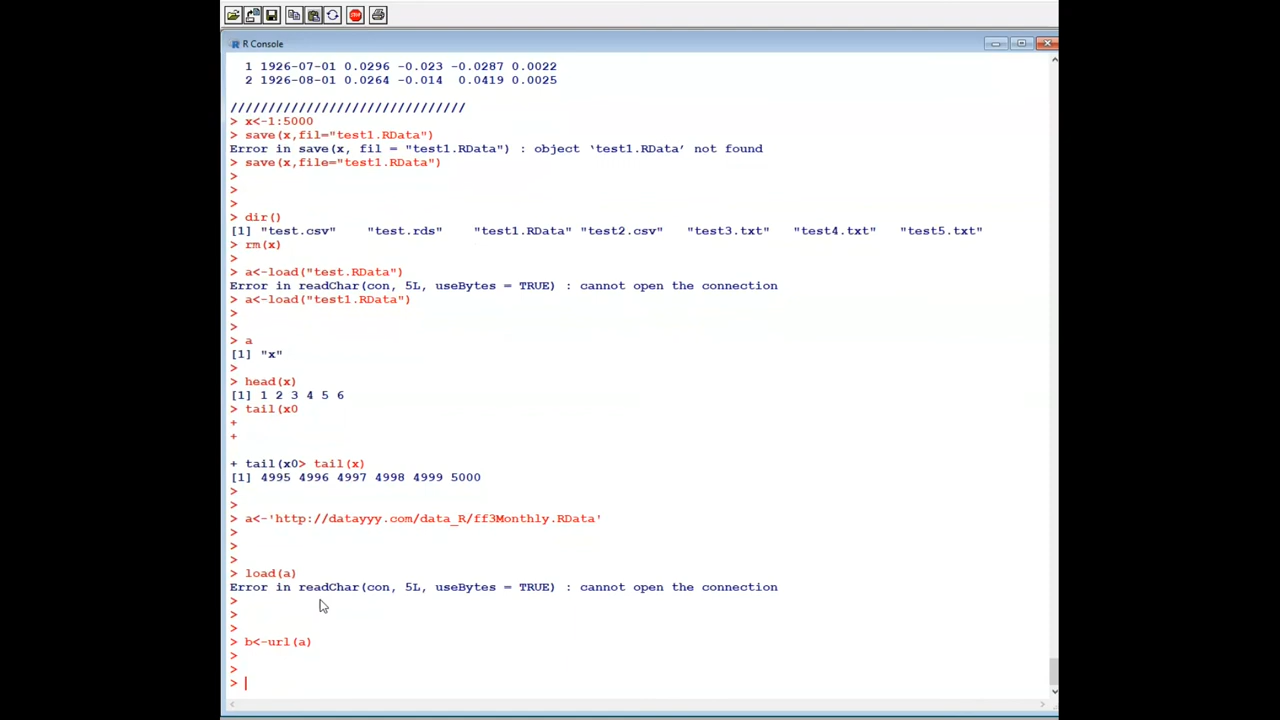 STOP
R Console
1 1926-07-01 0.0296 -0.023 -0.0287 0.0022
2 1926-08-01 0.0264 -0.014  0.0419 0.0025
///////////////////////////////
> x<-1:5000
> save(x,fil="test1.RData")
Error in save(x, fil = "test1.RData") : object ‘test1.RData’ not found
> save(x,file="test1.RData")
>
>
>
> dir()
[1] "test.csv"    "test.rds"    "test1.RData" "test2.csv"   "test3.txt"   "test4.txt"   "test5.txt"
> rm(x)
>
> a<-load("test.RData")
Error in readChar(con, 5L, useBytes = TRUE) : cannot open the connection
> a<-load("test1.RData")
>
>
> a
[1] "x"
>
> head(x)
[1] 1 2 3 4 5 6
> tail(x0
+
+
+ tail(x0> tail(x)
[1] 4995 4996 4997 4998 4999 5000
>
>
> a<-'http://datayyy.com/data_R/ff3Monthly.RData'
>
>
>
> load(a)
Error in readChar(con, 5L, useBytes = TRUE) : cannot open the connection
>
>
>
> b<-url(a)
>
>
>